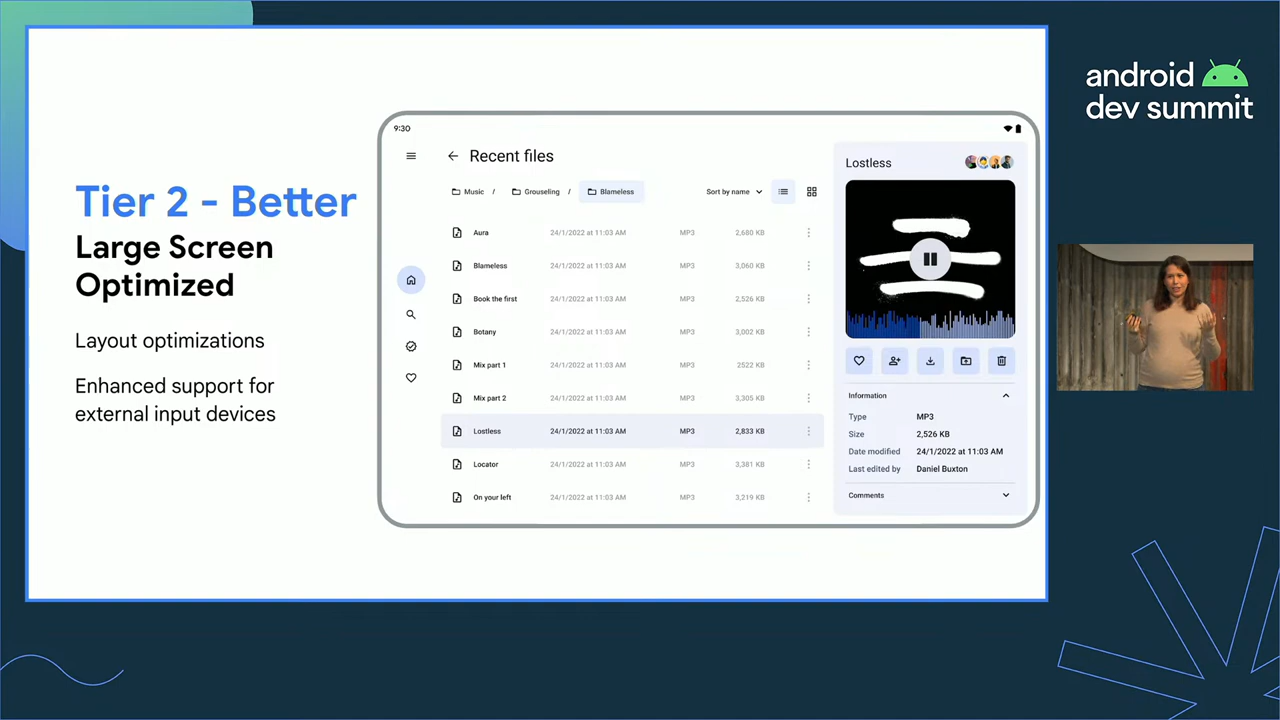 android
dev summit
Tier 2 - Better
Large Screen
Optimized
Layout optimizations
Enhanced support for
external input devices
9:30
Recent files
Music / Grouseling / Blameless
Sort by name
Aura 24/1/2022 at 11:03 AM MP3 2,680 KB
Blameless 24/1/2022 at 11:03 AM MP3 3,060 KB
Book the first 24/1/2022 at 11:03 AM MP3 2,526 KB
Botany 24/1/2022 at 11:03 AM MP3 3,002 KB
Mix part 1 24/1/2022 at 11:03 AM MP3 2522 KB
Mix part 2 24/1/2022 at 11:03 AM MP3 3,305 KB
Lostless 24/1/2022 at 11:03 AM MP3 2,833 KB
Locator 24/1/2022 at 11:03 AM MP3 3,381 KB
On your left 24/1/2022 at 11:03 AM MP3 3,219 KB
Lostless
Information
Type MP3
Size 2,526 KB
Date modified 24/1/2022 at 11:03 AM
Last edited by Daniel Buxton
Comments